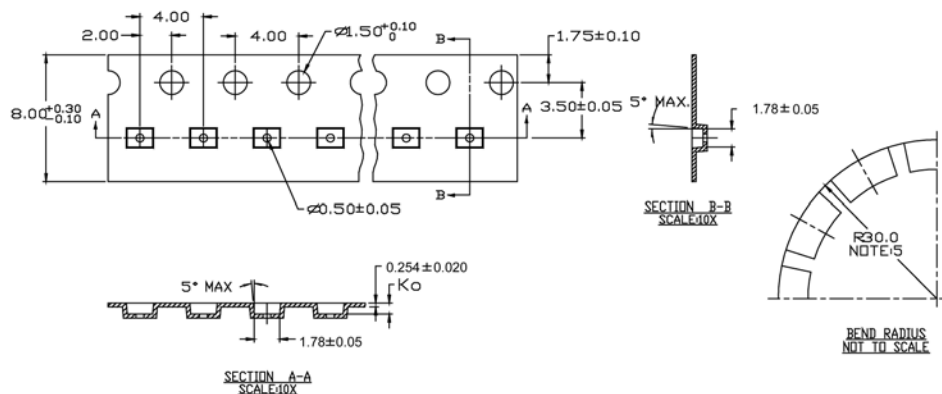 4.00
2.00
4.00
Ø1.50 +0.10 0
B
1.75±0.10
8.00 +0.30 -0.10
A
A
3.50±0.05
B
Ø0.50±0.05
5° MAX.
1.78±0.05
SECTION B-B
SCALE:10X
R30.0
NOTE:5
BEND RADIUS
NOT TO SCALE
5° MAX
0.254±0.020
Ko
1.78±0.05
SECTION A-A
SCALE:10X